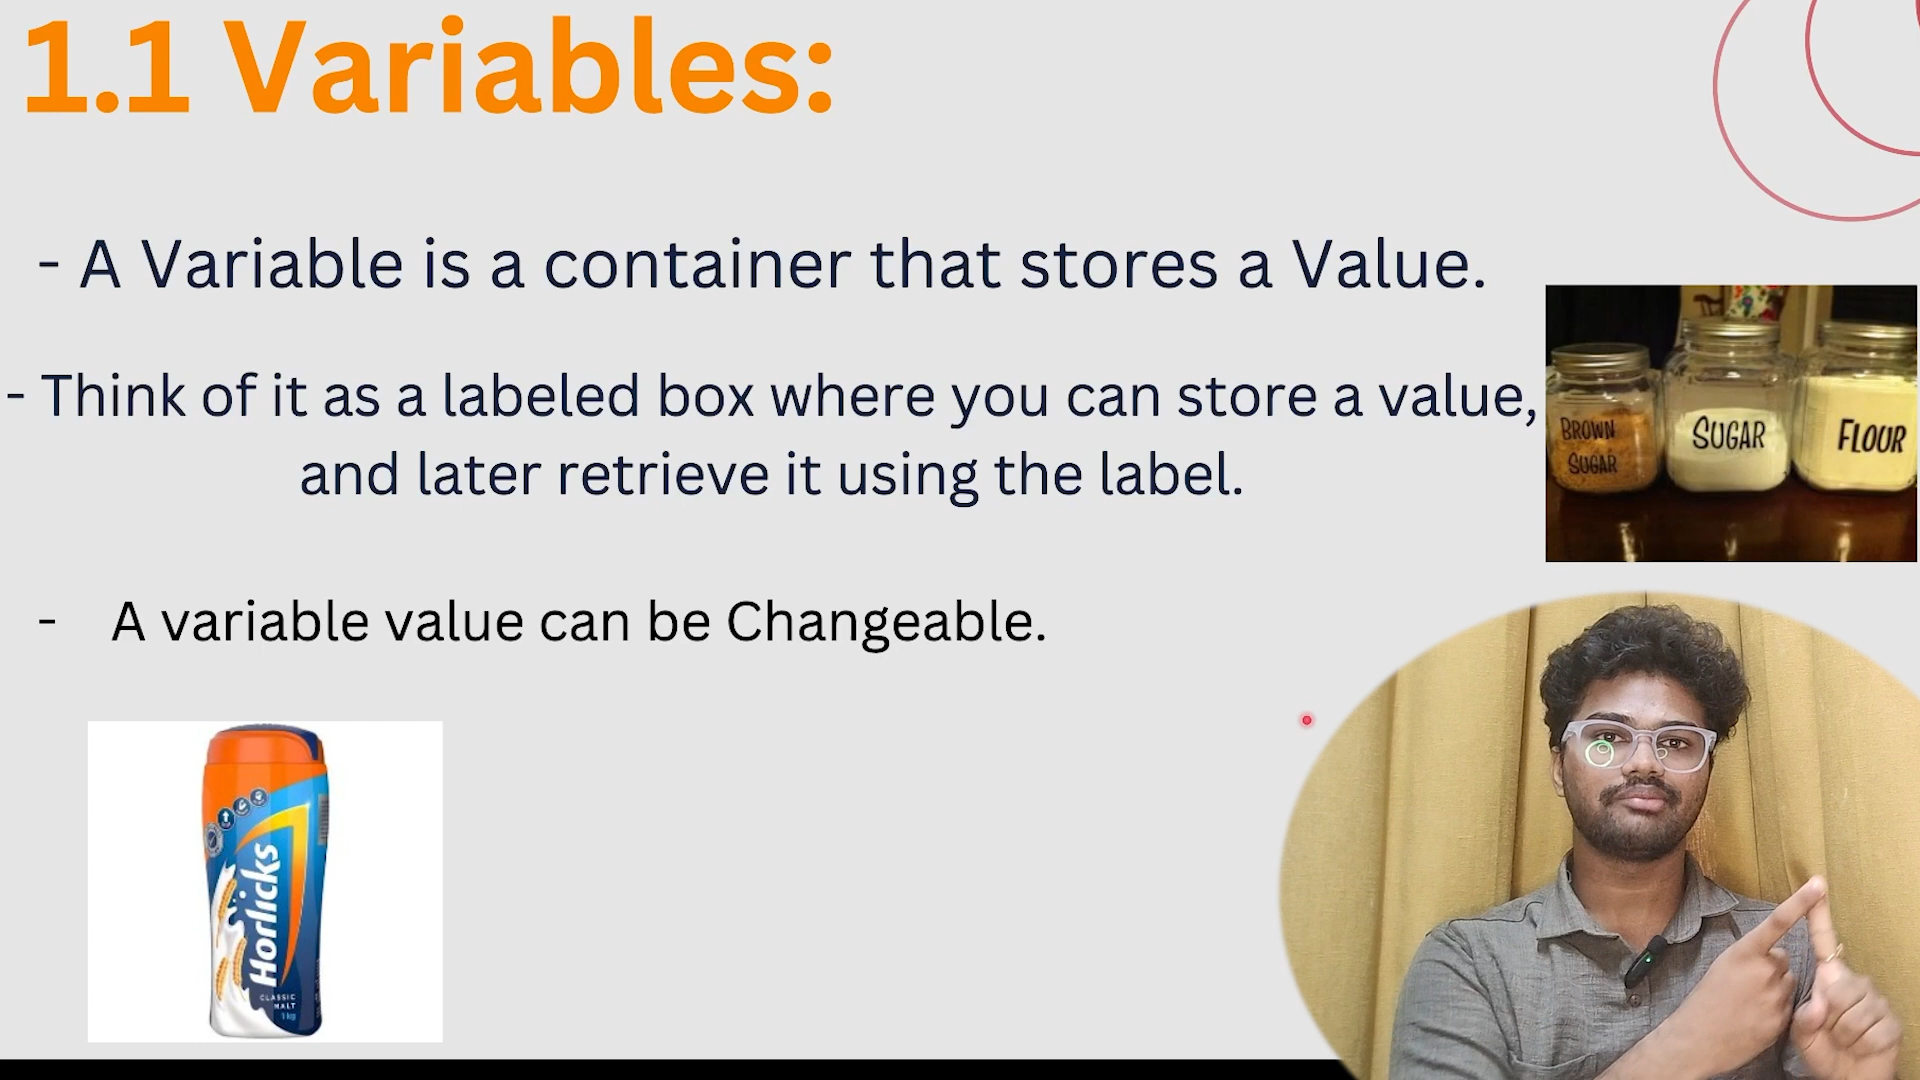 1.1 Variables:
- A Variable is a container that stores a Value.
- Think of it as a labeled box where you can store a value,
and later retrieve it using the label.
BROWN
SUGAR
SUGAR
FLOUR
- A variable value can be Changeable.
Horlicks
CLASSIC
MALT
1 kg